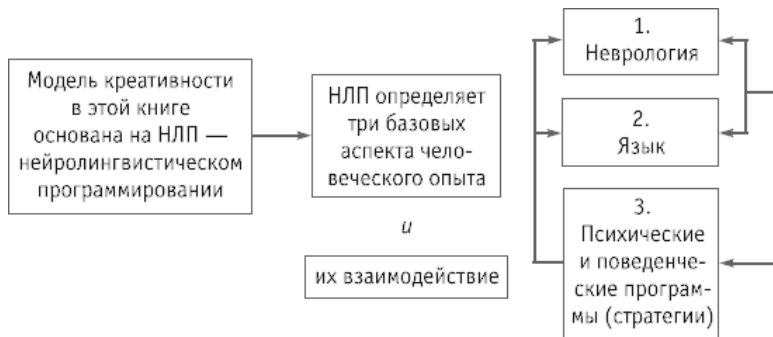 Модель креативности
в этой книге
основана на НЛП —
нейролингвистическом
программировании
НЛП определяет
три базовых
аспекта чело-
веческого опыта
и
их взаимодействие
1.
Неврология
2.
Язык
3.
Психические
и поведенче-
ские програм-
мы (стратегии)